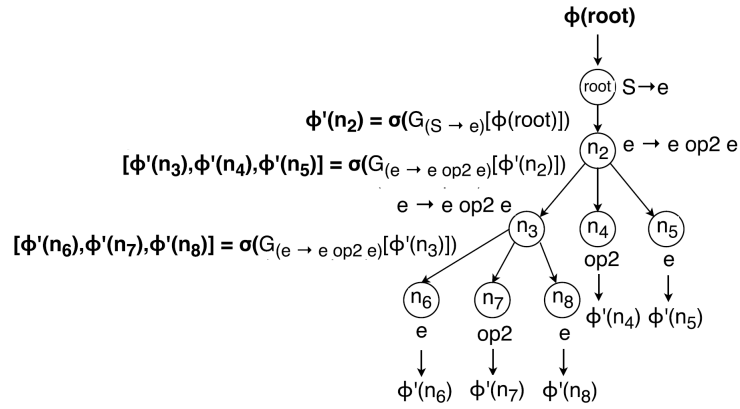 ϕ(root)
root S→e
ϕ'(n2) = σ(G(S → e)[ϕ(root)])
n2 e → e op2 e
[ϕ'(n3),ϕ'(n4),ϕ'(n5)] = σ(G(e → e op2 e)[ϕ'(n2)])
e → e op2 e
n3 n4 n5
op2 e
[ϕ'(n6),ϕ'(n7),ϕ'(n8)] = σ(G(e → e op2 e)[ϕ'(n3)])
n6 n7 n8
ϕ'(n4) ϕ'(n5)
e op2 e
ϕ'(n6) ϕ'(n7) ϕ'(n8)